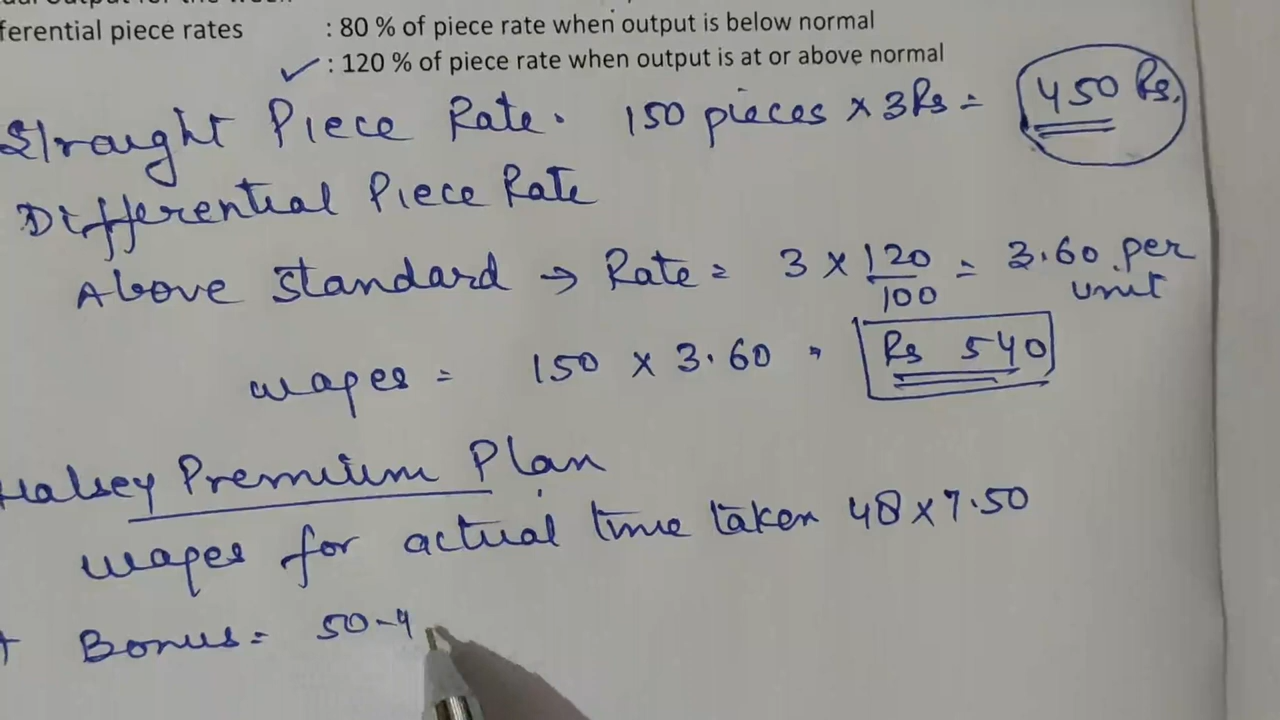 ferential piece rates : 80 % of piece rate when output is below normal
: 120 % of piece rate when output is at or above normal
Straight Piece Rate. 150 pieces × 3Rs = 450 Rs.
Differential Piece Rate
Above Standard → Rate = 3 × 120/100 = 3.60 per unit
wages = 150 × 3.60 = Rs 540
Halsey Premium Plan
wages for actual time taken 48×7.50
+ Bonus = 50-4